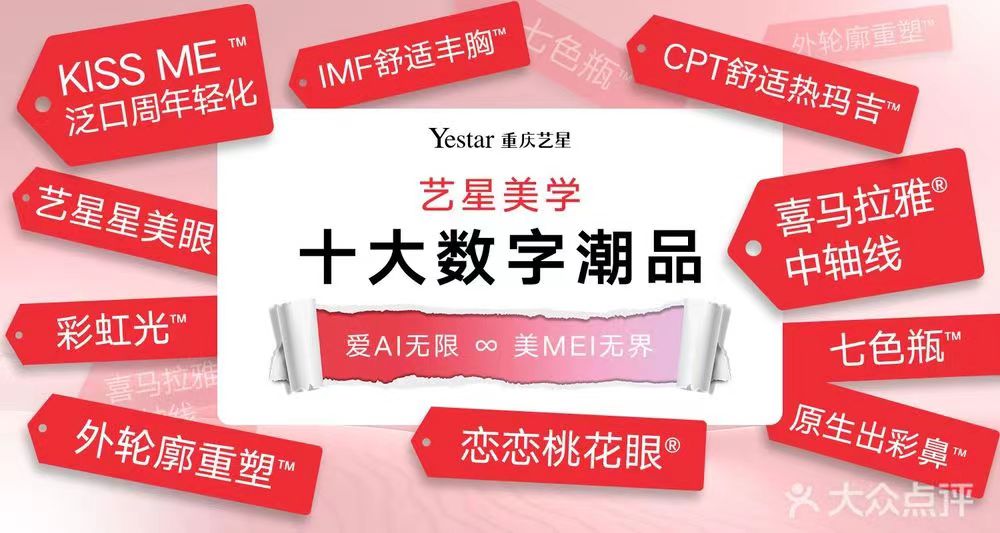 KISS ME™
泛口周年轻化
IMF舒适丰胸™
七色瓶™
CPT舒适热玛吉™
外轮廓重塑™
Yestar 重庆艺星
艺星美学
十大数字潮品
爱AI无限 ∞ 美MEI无界
艺星星美眼
喜马拉雅®
中轴线
彩虹光™
七色瓶™
喜马拉雅
中轴线
外轮廓重塑™
恋恋桃花眼®
原生出彩鼻™
大众点评